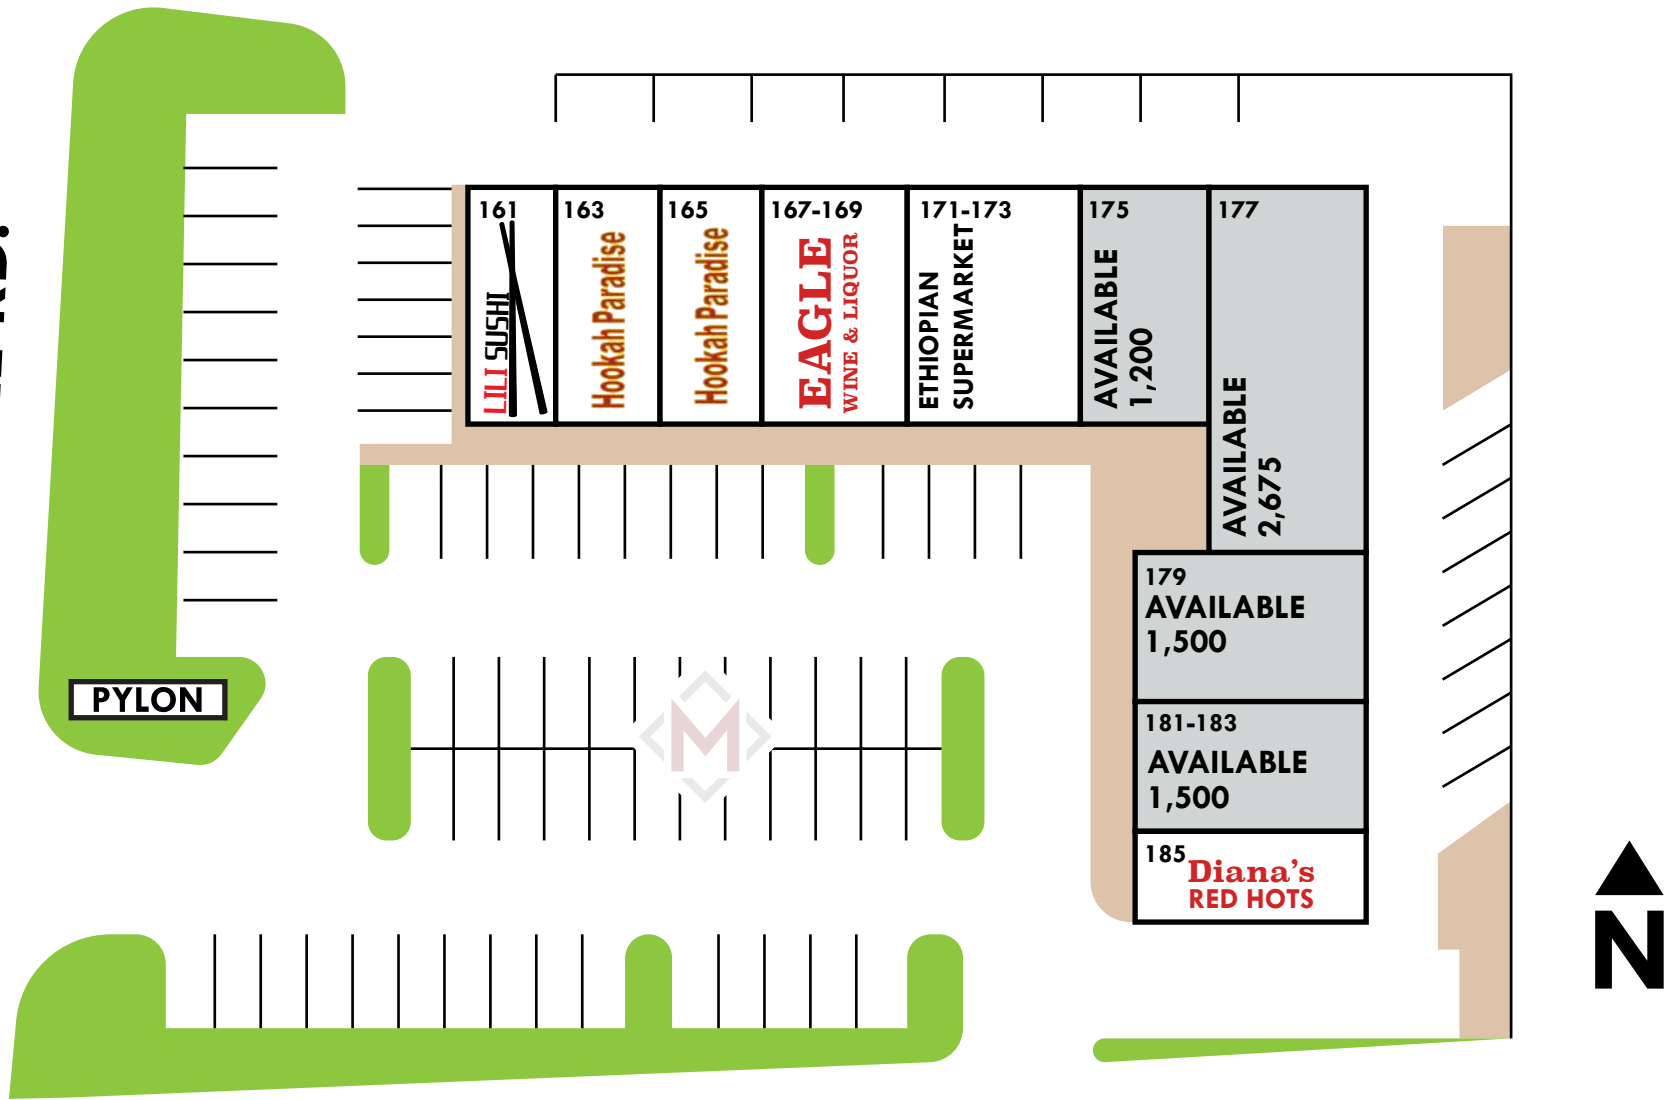 161
LILI SUSHI
163
Hookah Paradise
165
Hookah Paradise
167-169
EAGLE
WINE & LIQUOR
171-173
ETHIOPIAN
SUPERMARKET
175
AVAILABLE
1,200
177
AVAILABLE
2,675
179
AVAILABLE
1,500
181-183
AVAILABLE
1,500
185
Diana's
RED HOTS
PYLON
M
N